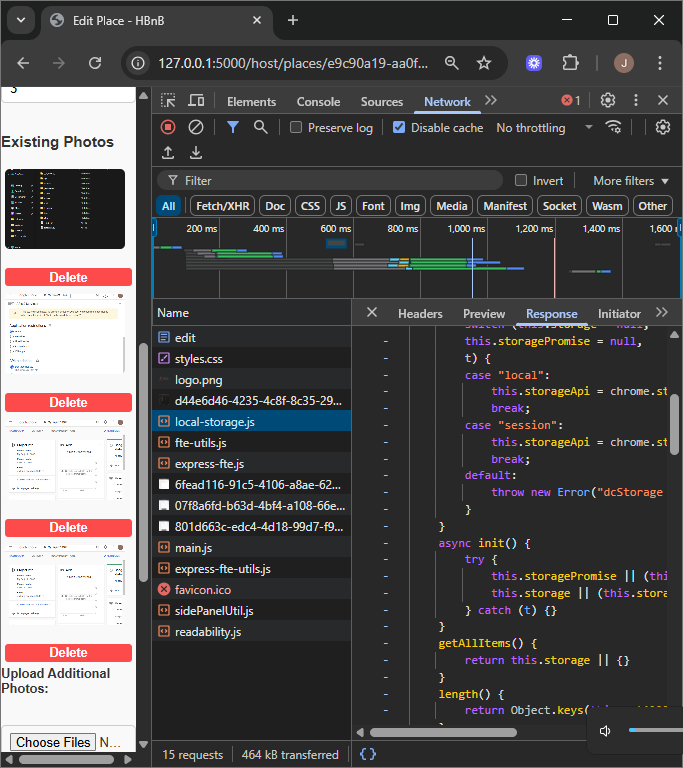 Edit Place - HBnB
127.0.0.1:5000/host/places/e9c90a19-aa0f...
J
3
Existing Photos
Delete
Delete
Delete
Delete
Upload Additional
Photos:
Choose Files N...
Elements Console Sources Network 1
Preserve log Disable cache No throttling
Filter Invert More filters
All Fetch/XHR Doc CSS JS Font Img Media Manifest Socket Wasm Other
200 ms 400 ms 600 ms 800 ms 1,000 ms 1,200 ms 1,400 ms 1,600 m
Name
edit
styles.css
logo.png
d44e6d46-4235-4c8f-8c35-29...
local-storage.js
fte-utils.js
express-fte.js
6fead116-91c5-4106-a8ae-62...
07f8a6fd-b63d-4bf4-a108-66e...
801d663c-edc4-4d18-99d7-f9...
main.js
express-fte-utils.js
favicon.ico
sidePanelUtil.js
readability.js
15 requests 464 kB transferred
Headers Preview Response Initiator
- switch (this.storage = null,
- this.storagePromise = null,
- t) {
- case "local":
- this.storageApi = chrome.st
- break;
- case "session":
- this.storageApi = chrome.st
- break;
- default:
- throw new Error("dcStorage
- }
- }
- async init() {
- try {
- this.storagePromise || (thi
- this.storage || (this.stora
- } catch (t) {}
- }
- getAllItems() {
- return this.storage || {}
- }
- length() {
- return Object.keys(
{}